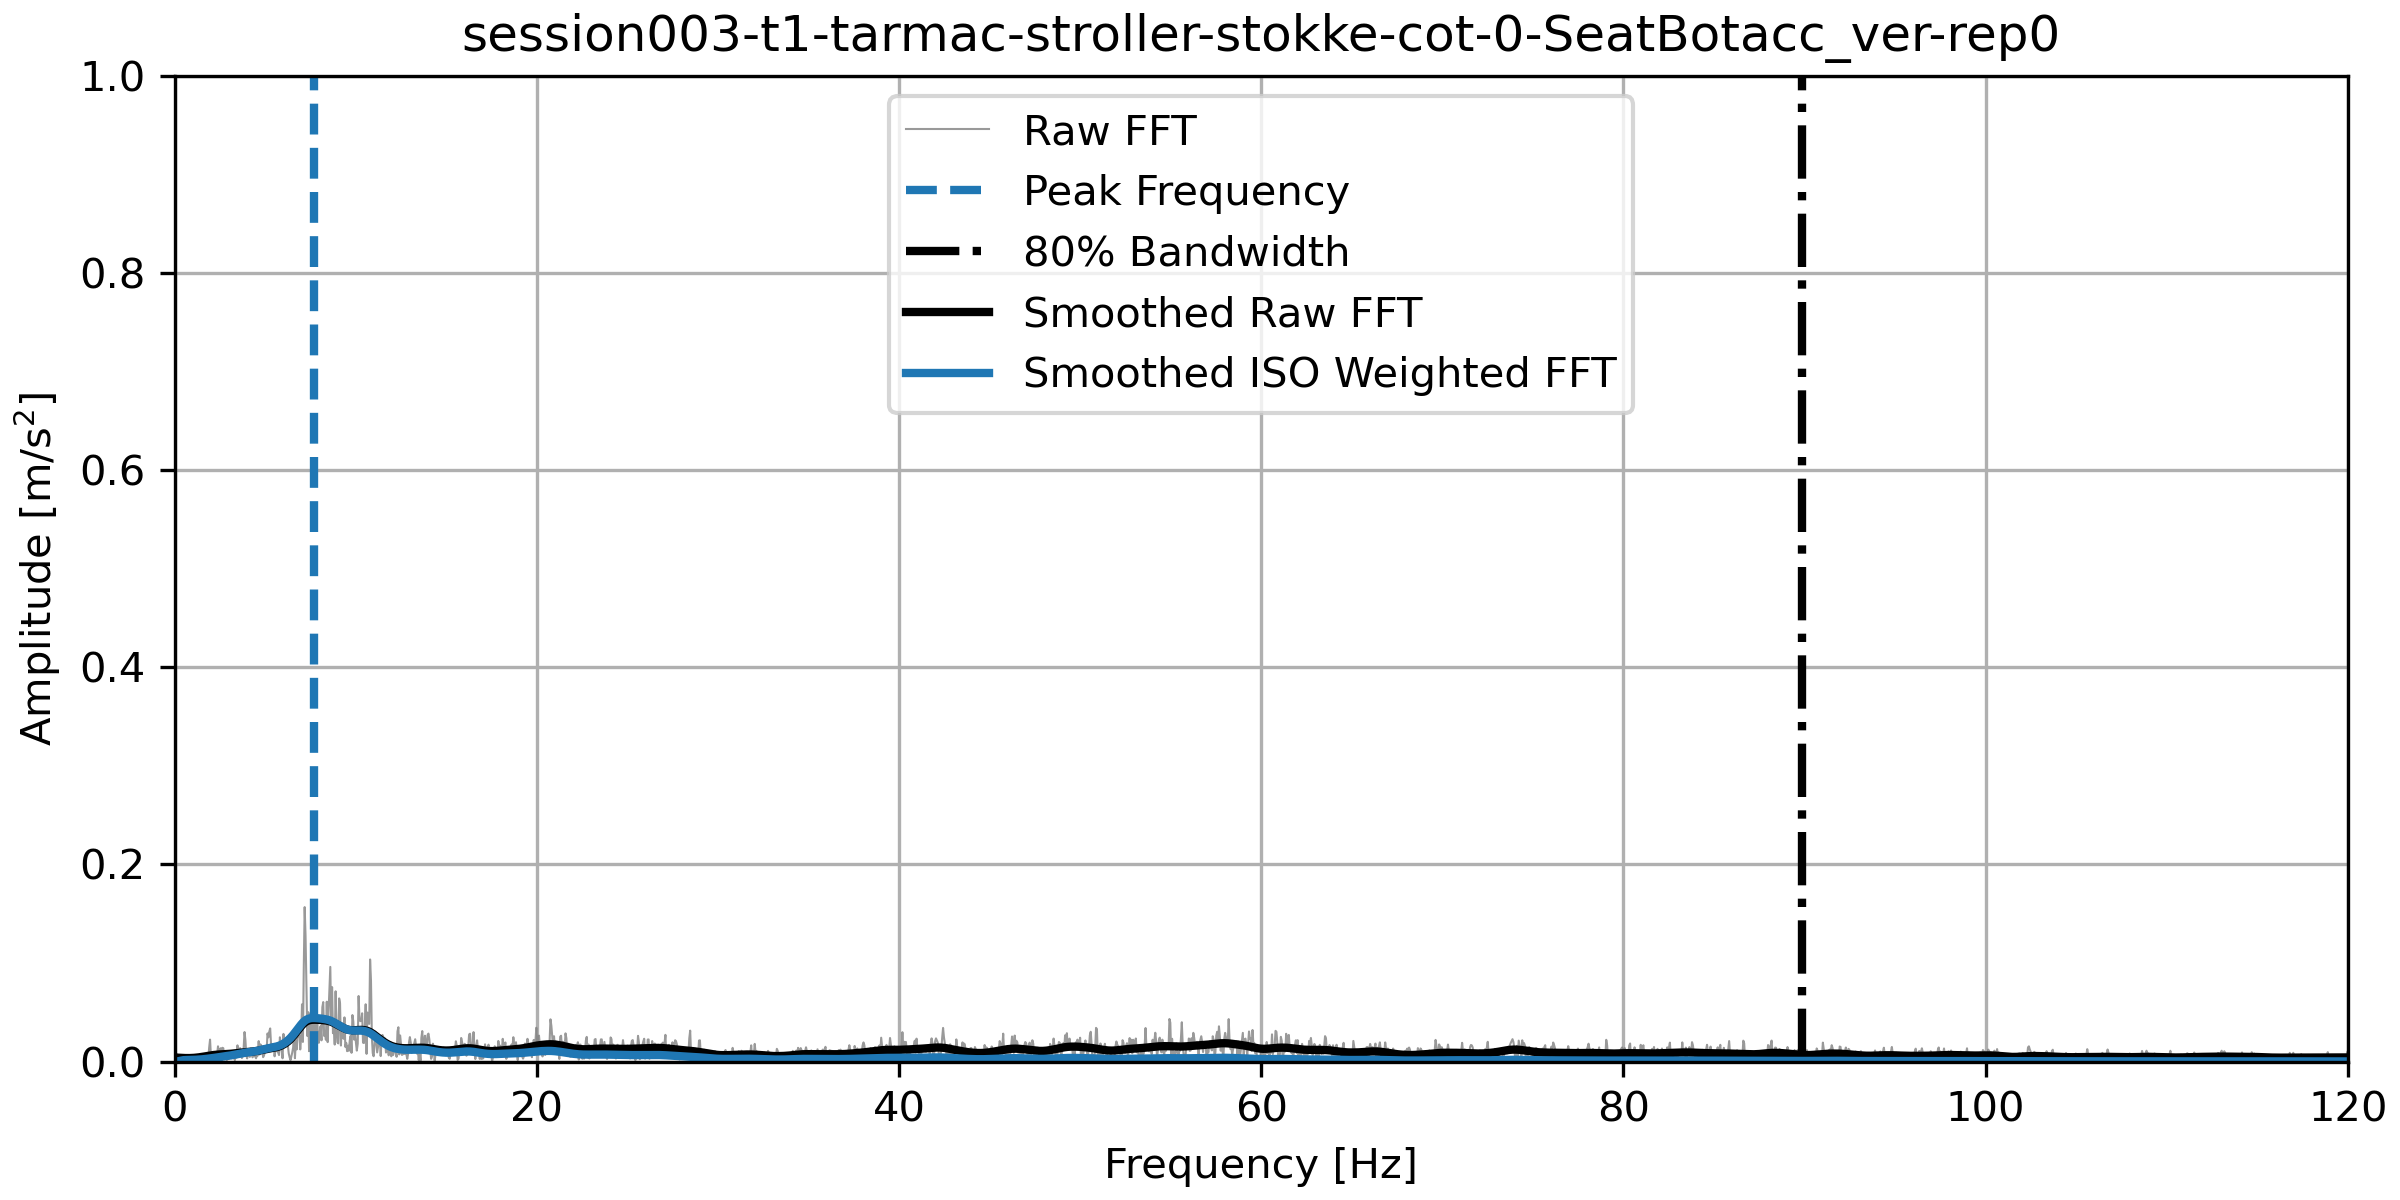 session003-t1-tarmac-stroller-stokke-cot-0-SeatBotacc_ver-rep0
1.0
0.8
0.6
0.4
0.2
0.0
Amplitude [m/s²]
Raw FFT
Peak Frequency
80% Bandwidth
Smoothed Raw FFT
Smoothed ISO Weighted FFT
0 20 40 60 80 100 120
Frequency [Hz]